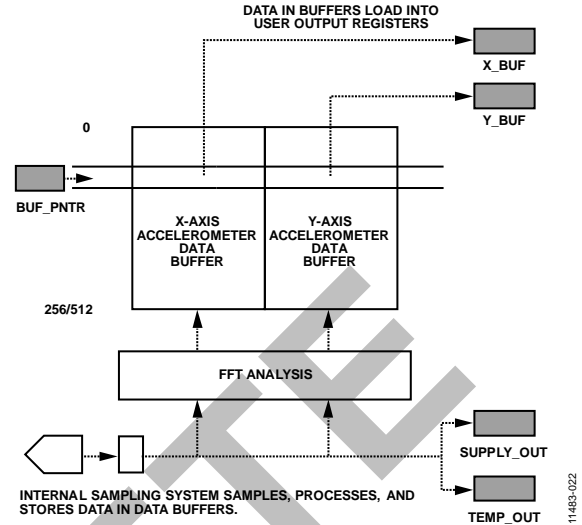 DATA IN BUFFERS LOAD INTO
USER OUTPUT REGISTERS
X_BUF
Y_BUF
0
BUF_PNTR
X-AXIS
ACCELEROMETER
DATA
BUFFER
Y-AXIS
ACCELEROMETER
DATA
BUFFER
256/512
FFT ANALYSIS
SUPPLY_OUT
TEMP_OUT
INTERNAL SAMPLING SYSTEM SAMPLES, PROCESSES, AND
STORES DATA IN DATA BUFFERS.
11483-022
TE